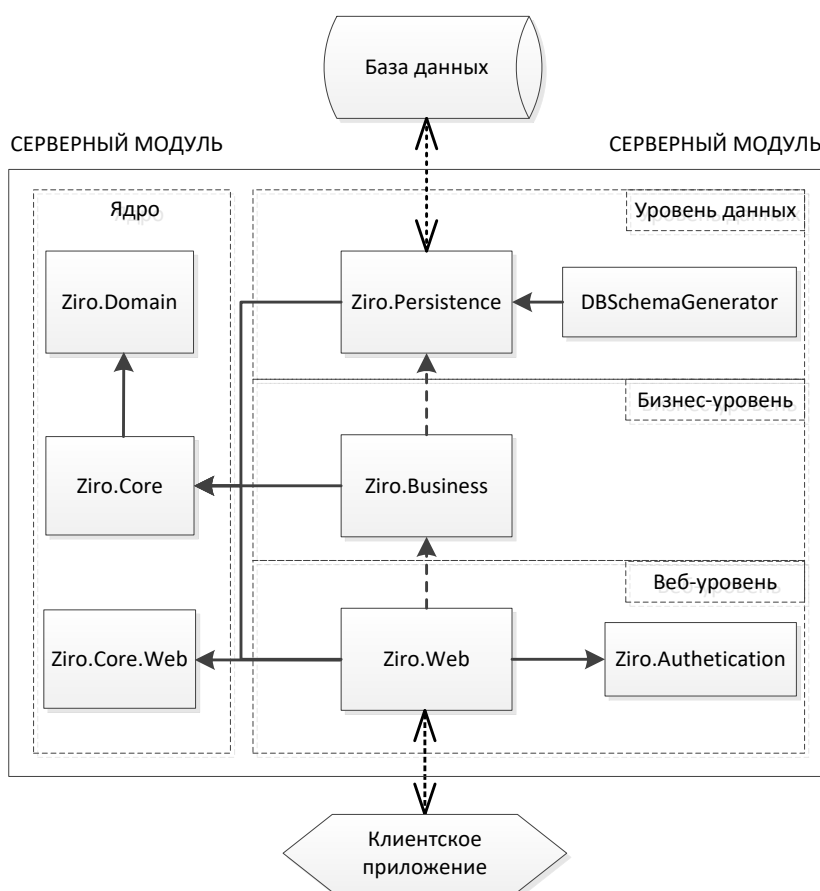 База данных
СЕРВЕРНЫЙ МОДУЛЬ
СЕРВЕРНЫЙ МОДУЛЬ
Ядро
Уровень данных
Ziro.Domain
Ziro.Persistence
DBSchemaGenerator
Бизнес-уровень
Ziro.Core
Ziro.Business
Веб-уровень
Ziro.Core.Web
Ziro.Web
Ziro.Authetication
Клиентское
приложение